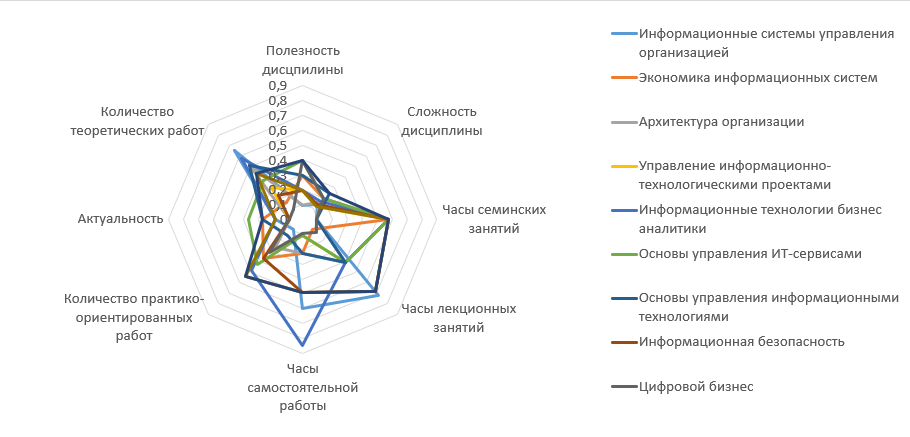 Полезность
дисцпилины
0,9
0,8
0,7
0,6
0,5
0,4
0,3
0,2
0,1
0
Сложность
дисциплины
Часы семинских
занятий
Часы лекционных
занятий
Часы
самостоятельной
работы
Количество практико-
ориентированных
работ
Актуальность
Количество
теоретических работ
Информационные системы управления
организацией
Экономика информационных систем
Архитектура организации
Управление информационно-
технологическими проектами
Информационные технологии бизнес
аналитики
Основы управления ИТ-сервисами
Основы управления информационными
технологиями
Информационная безопасность
Цифровой бизнес